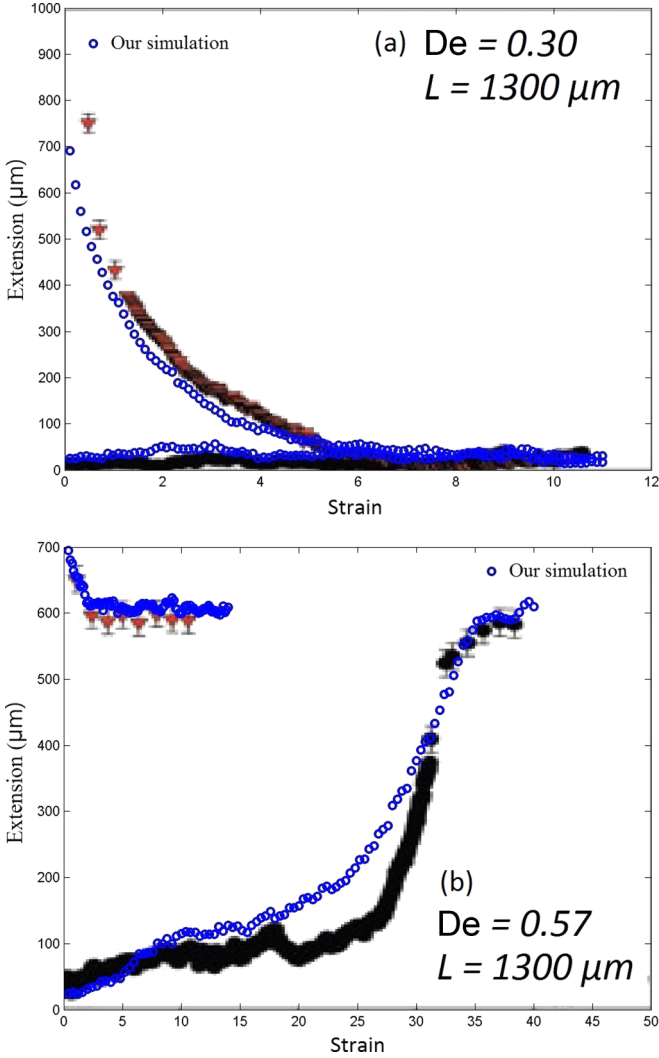 1000
900
800
700
600
500
400
300
200
100
0
Extension (μm)
Our simulation
(a) De = 0.30
L = 1300 μm
0 2 4 6 8 10 12
Strain
700
600
500
400
300
200
100
0
Extension (μm)
Our simulation
(b)
De = 0.57
L = 1300 μm
0 5 10 15 20 25 30 35 40 45 50
Strain